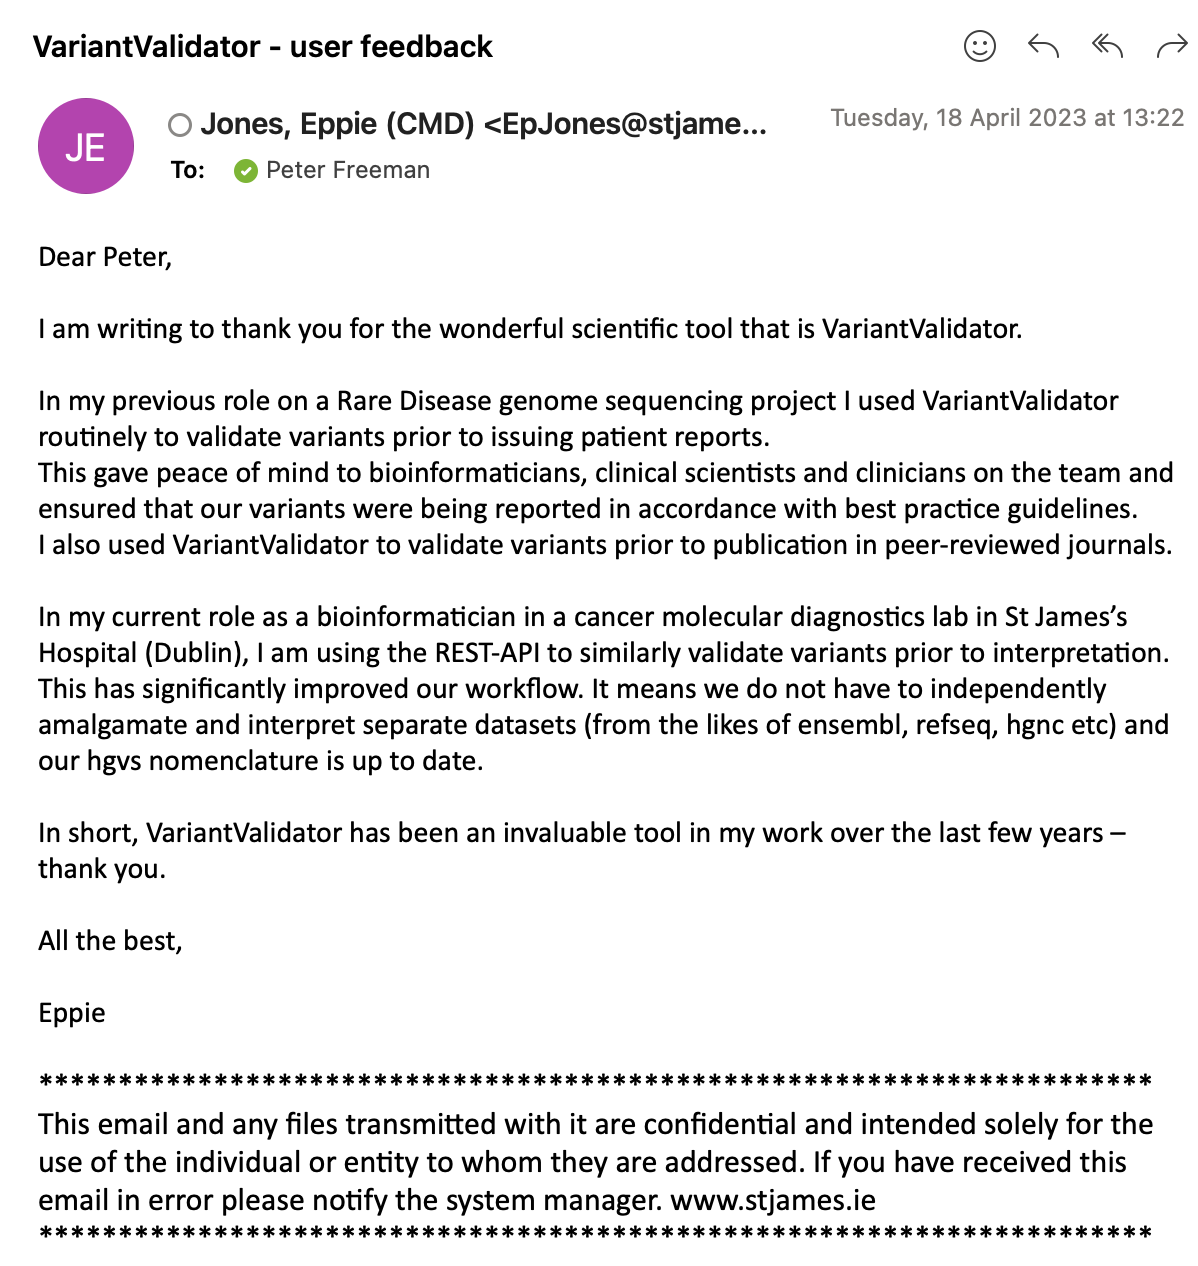 VariantValidator - user feedback
JE
Jones, Eppie (CMD) <EpJones@stjame...
Tuesday, 18 April 2023 at 13:22
To: Peter Freeman
Dear Peter,
I am writing to thank you for the wonderful scientific tool that is VariantValidator.
In my previous role on a Rare Disease genome sequencing project I used VariantValidator
routinely to validate variants prior to issuing patient reports.
This gave peace of mind to bioinformaticians, clinical scientists and clinicians on the team and
ensured that our variants were being reported in accordance with best practice guidelines.
I also used VariantValidator to validate variants prior to publication in peer-reviewed journals.
In my current role as a bioinformatician in a cancer molecular diagnostics lab in St James’s
Hospital (Dublin), I am using the REST-API to similarly validate variants prior to interpretation.
This has significantly improved our workflow. It means we do not have to independently
amalgamate and interpret separate datasets (from the likes of ensembl, refseq, hgnc etc) and
our hgvs nomenclature is up to date.
In short, VariantValidator has been an invaluable tool in my work over the last few years –
thank you.
All the best,
Eppie
**********************************************************************
This email and any files transmitted with it are confidential and intended solely for the
use of the individual or entity to whom they are addressed. If you have received this
email in error please notify the system manager. www.stjames.ie
**********************************************************************